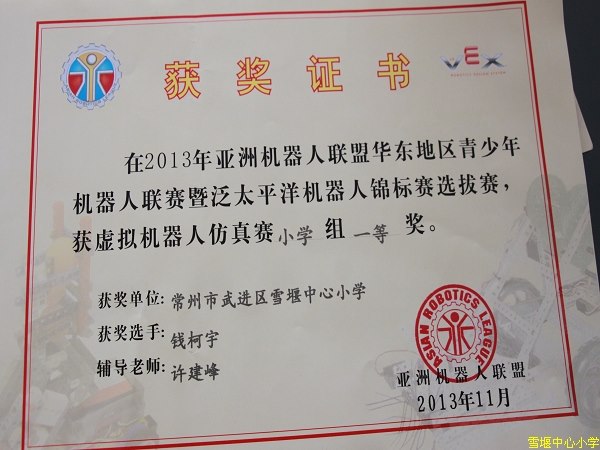 获奖证书
VEX
ROBOTICS DESIGN SYSTEM
在2013年亚洲机器人联盟华东地区青少年
机器人联赛暨泛太平洋机器人锦标赛选拔赛，
获虚拟机器人仿真赛小学组一等奖。
获奖单位:常州市武进区雪堰中心小学
获奖选手:钱柯宇
辅导老师:许建峰
ASIAN ROBOTICS LEAGUE
亚洲机器人联盟
2013年11月
雪堰中心小学